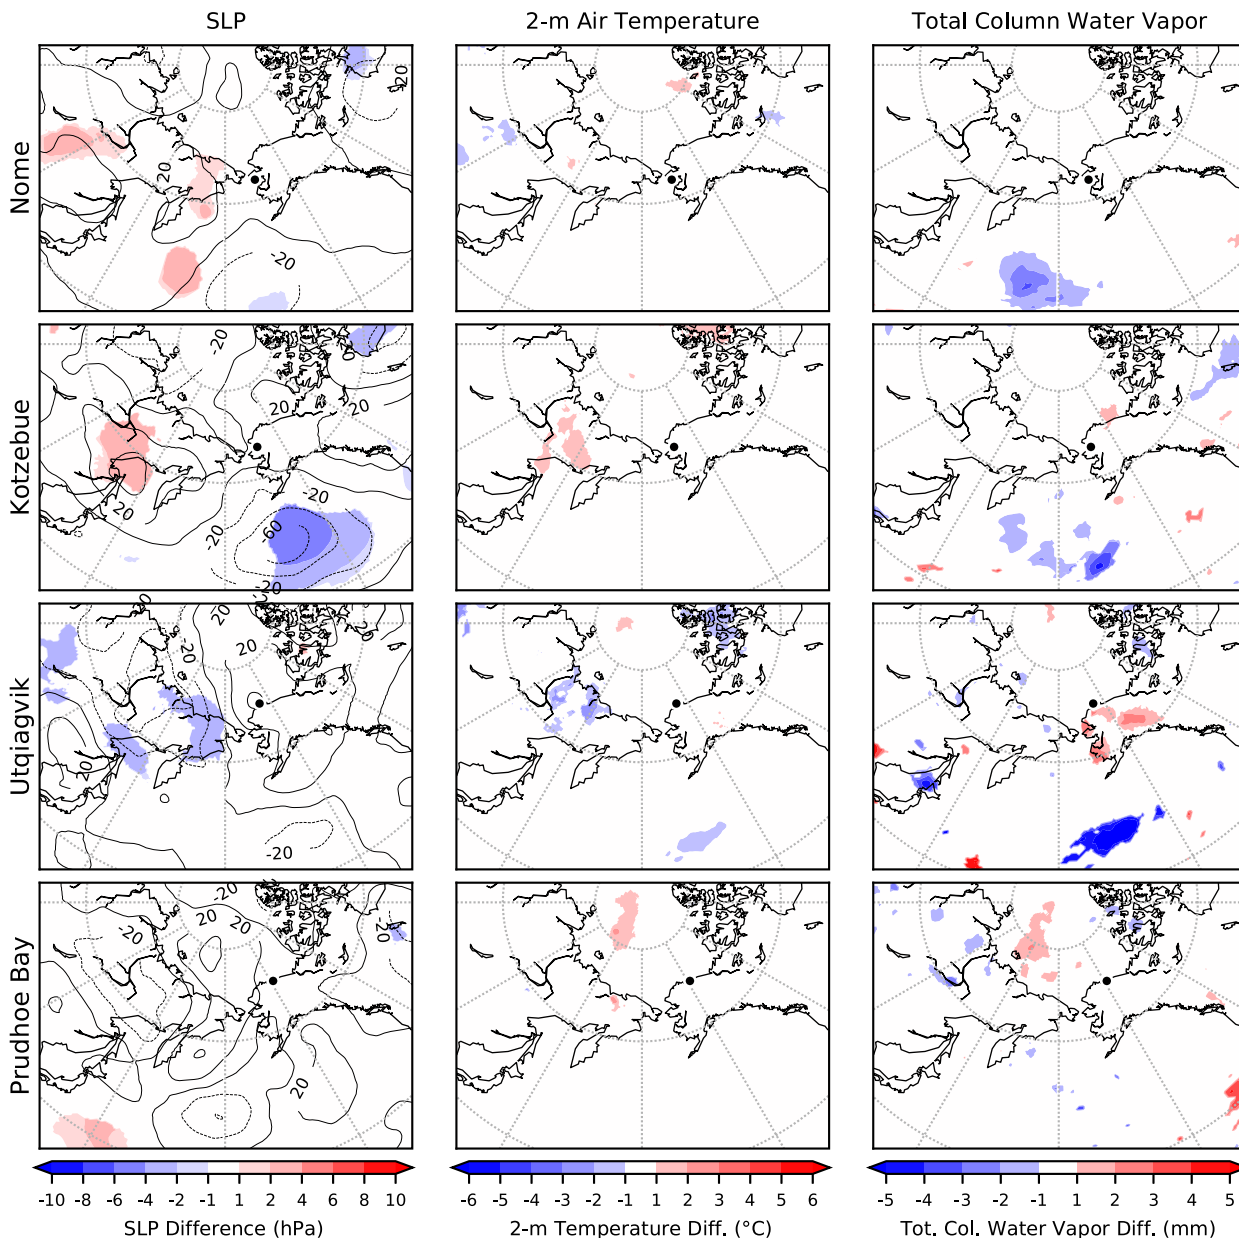 SLP 2-m Air Temperature Total Column Water Vapor
Nome
20
20
-20
Kotzebue
-20
20
20
20
-20
-20
-20
-60
-20
Utqiagvik
20
-20
20
-20
Prudhoe Bay
-20
20
20
-20
20
20
-10 -8 -6 -4 -2 -1 1 2 4 6 8 10
-6 -5 -4 -3 -2 -1 1 2 3 4 5 6
-5 -4 -3 -2 -1 1 2 3 4 5
SLP Difference (hPa)
2-m Temperature Diff. (°C)
Tot. Col. Water Vapor Diff. (mm)